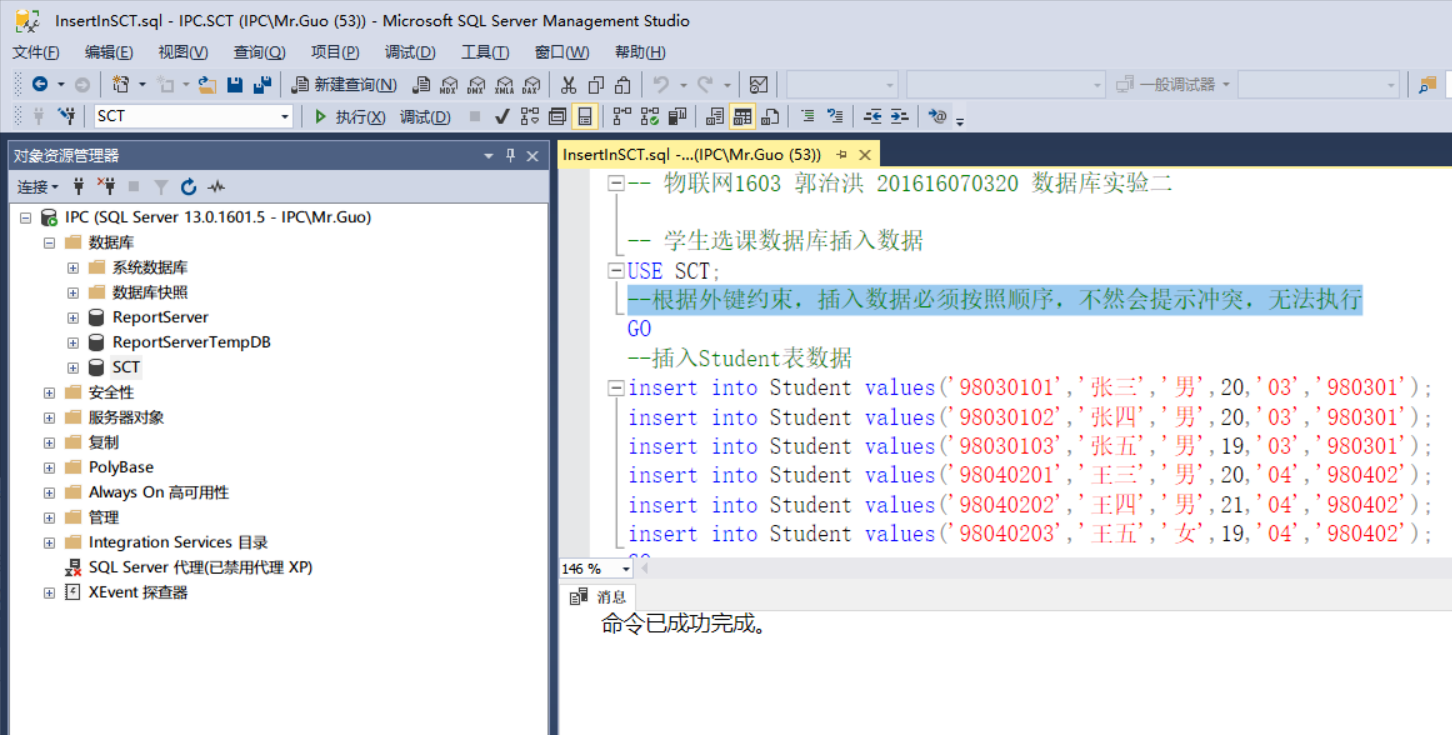 InsertInSCT.sql - IPC.SCT (IPC\Mr.Guo (53)) - Microsoft SQL Server Management Studio
文件(F) 编辑(E) 视图(V) 查询(Q) 项目(P) 调试(D) 工具(T) 窗口(W) 帮助(H)
新建查询(N) MDX DMX XMLA DAX 一般调试器
SCT 执行(X) 调试(D)
对象资源管理器
连接
IPC (SQL Server 13.0.1601.5 - IPC\Mr.Guo)
数据库
系统数据库
数据库快照
ReportServer
ReportServerTempDB
SCT
安全性
服务器对象
复制
PolyBase
Always On 高可用性
管理
Integration Services 目录
SQL Server 代理(已禁用代理 XP)
XEvent 探查器
InsertInSCT.sql -...(IPC\Mr.Guo (53))
-- 物联网1603 郭治洪 201616070320 数据库实验二
-- 学生选课数据库插入数据
USE SCT;
--根据外键约束，插入数据必须按照顺序，不然会提示冲突，无法执行
GO
--插入Student表数据
insert into Student values('98030101','张三','男',20,'03','980301');
insert into Student values('98030102','张四','男',20,'03','980301');
insert into Student values('98030103','张五','男',19,'03','980301');
insert into Student values('98040201','王三','男',20,'04','980402');
insert into Student values('98040202','王四','男',21,'04','980402');
insert into Student values('98040203','王五','女',19,'04','980402');
146 %
消息
命令已成功完成。